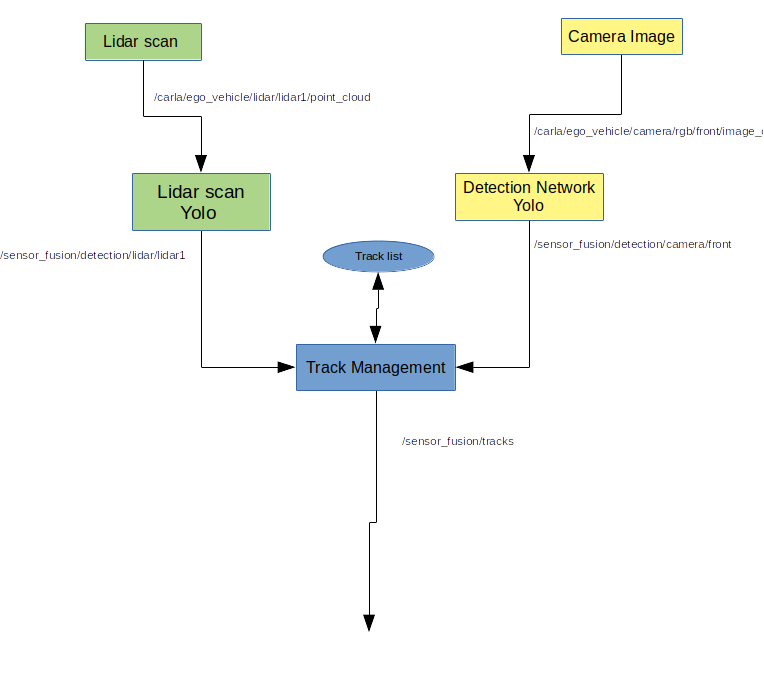 Lidar scan
Camera Image
/carla/ego_vehicle/lidar/lidar1/point_cloud
/carla/ego_vehicle/camera/rgb/front/image_
Lidar scan
Yolo
Detection Network
Yolo
/sensor_fusion/detection/lidar/lidar1
/sensor_fusion/detection/camera/front
Track list
Track Management
/sensor_fusion/tracks